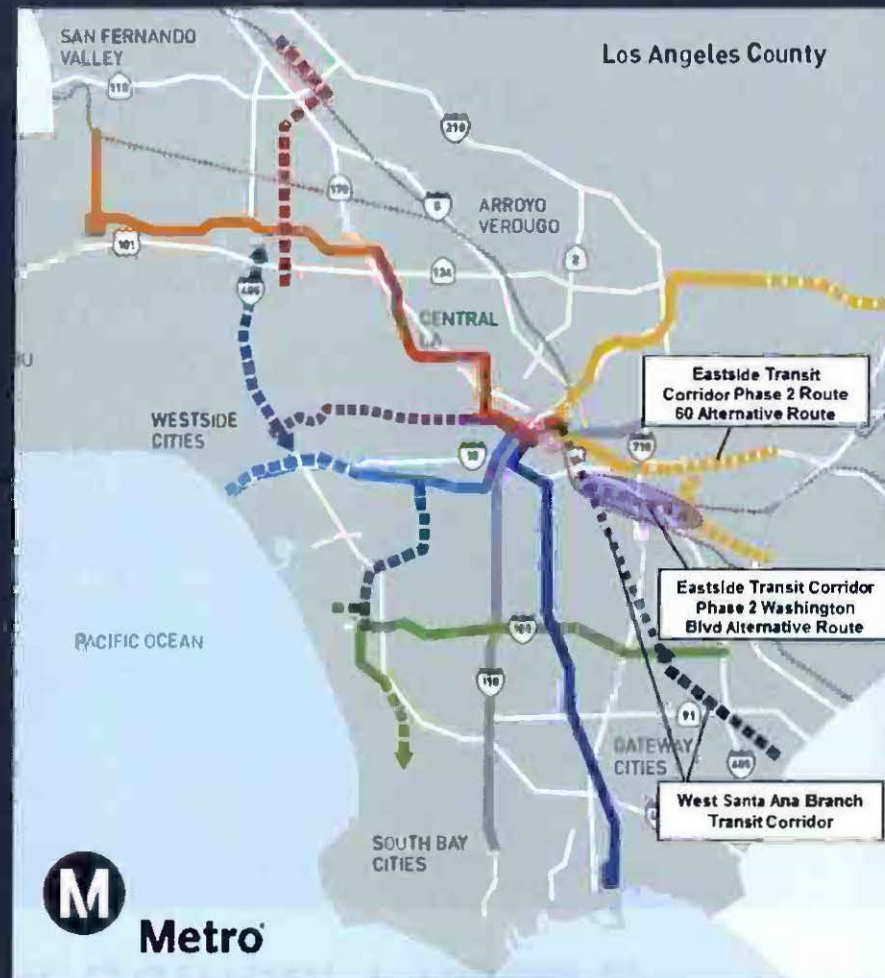 SAN FERNANDO
VALLEY
Los Angeles County
118
210
170
5
ARROYO
VERDUGO
101
2
134
405
CENTRAL
Eastside Transit
Corridor Phase 2 Route
60 Alternative Route
WESTSIDE
CITIES
10
710
Eastside Transit Corridor
Phase 2 Washington
Blvd Alternative Route
PACIFIC OCEAN
110
91
GATEWAY
CITIES
605
West Santa Ana Branch
Transit Corridor
SOUTH BAY
CITIES
M
Metro